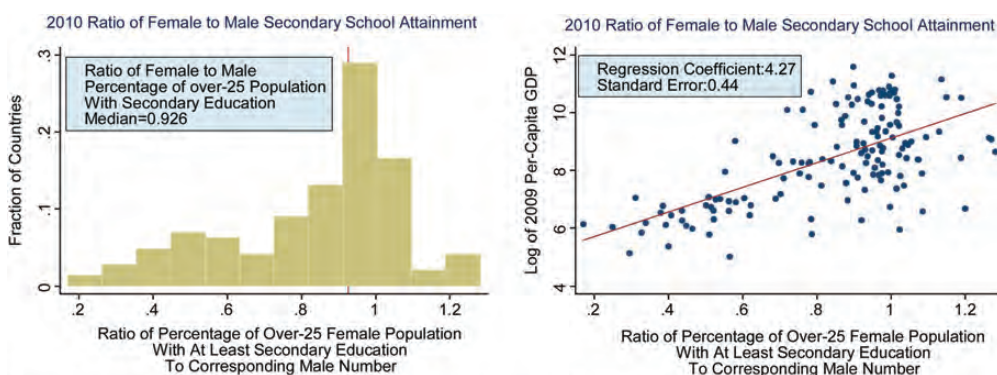 2010 Ratio of Female to Male Secondary School Attainment
Ratio of Female to Male
Percentage of over-25 Population
With Secondary Education
Median=0.926
Fraction of Countries
.3
.2
.1
0
.2
.4
.6
.8
1
1.2
Ratio of Percentage of Over-25 Female Population
With At Least Secondary Education
To Corresponding Male Number
2010 Ratio of Female to Male Secondary School Attainment
Regression Coefficient:4.27
Standard Error:0.44
Log of 2009 Per-Capita GDP
12
10
8
6
4
.2
.4
.6
.8
1
1.2
Ratio of Percentage of Over-25 Female Population
With At Least Secondary Education
To Corresponding Male Number